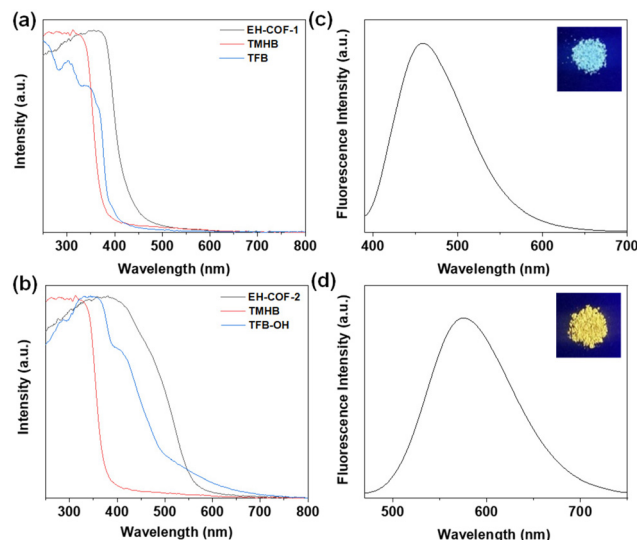 (a)
EH-COF-1
TMHB
TFB
Intensity (a.u.)
300 400 500 600 700 800
Wavelength (nm)
(c)
Fluorescence Intensity (a.u.)
400 500 600 700
Wavelength (nm)
(b)
EH-COF-2
TMHB
TFB-OH
Intensity (a.u.)
300 400 500 600 700 800
Wavelength (nm)
(d)
Fluorescence Intensity (a.u.)
500 600 700
Wavelength (nm)